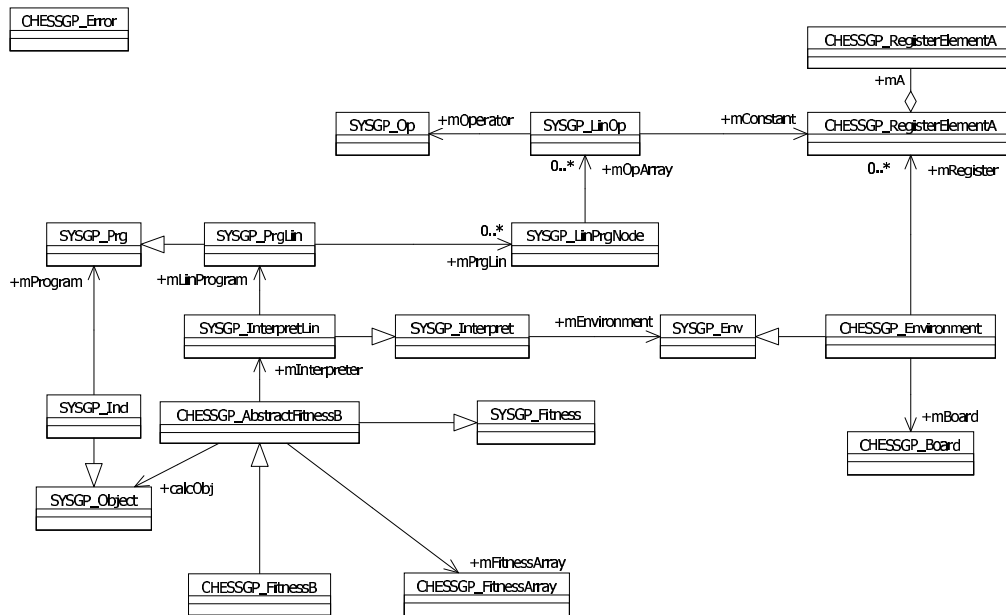 CHESSGP_Error
CHESSGP_RegisterElementA
+mA
SYSGP_Op
+mOperator
SYSGP_LinOp
+mConstant
CHESSGP_RegisterElementA
0..*
+mOpArray
0..*
+mRegister
SYSGP_Prg
SYSGP_PrgLin
0..*
SYSGP_LinPrgNode
+mProgram
+mLinProgram
+mPrgLin
SYSGP_InterpretLin
SYSGP_Interpret
+mEnvironment
SYSGP_Env
CHESSGP_Environment
+mInterpreter
SYSGP_Ind
CHESSGP_AbstractFitnessB
SYSGP_Fitness
+mBoard
CHESSGP_Board
SYSGP_Object
+calcObj
+mFitnessArray
CHESSGP_FitnessB
CHESSGP_FitnessArray